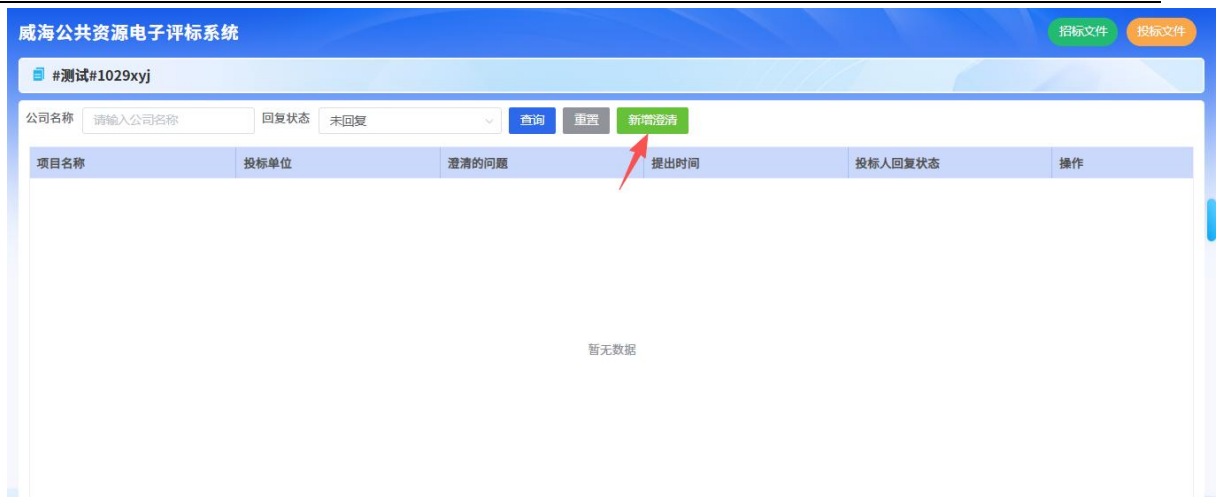 威海公共资源电子评标系统 招标文件 投标文件
#测试#1029xyj
公司名称 请输入公司名称 回复状态 未回复 查询 重置 新增澄清
项目名称 投标单位 澄清的问题 提出时间 投标人回复状态 操作
暂无数据